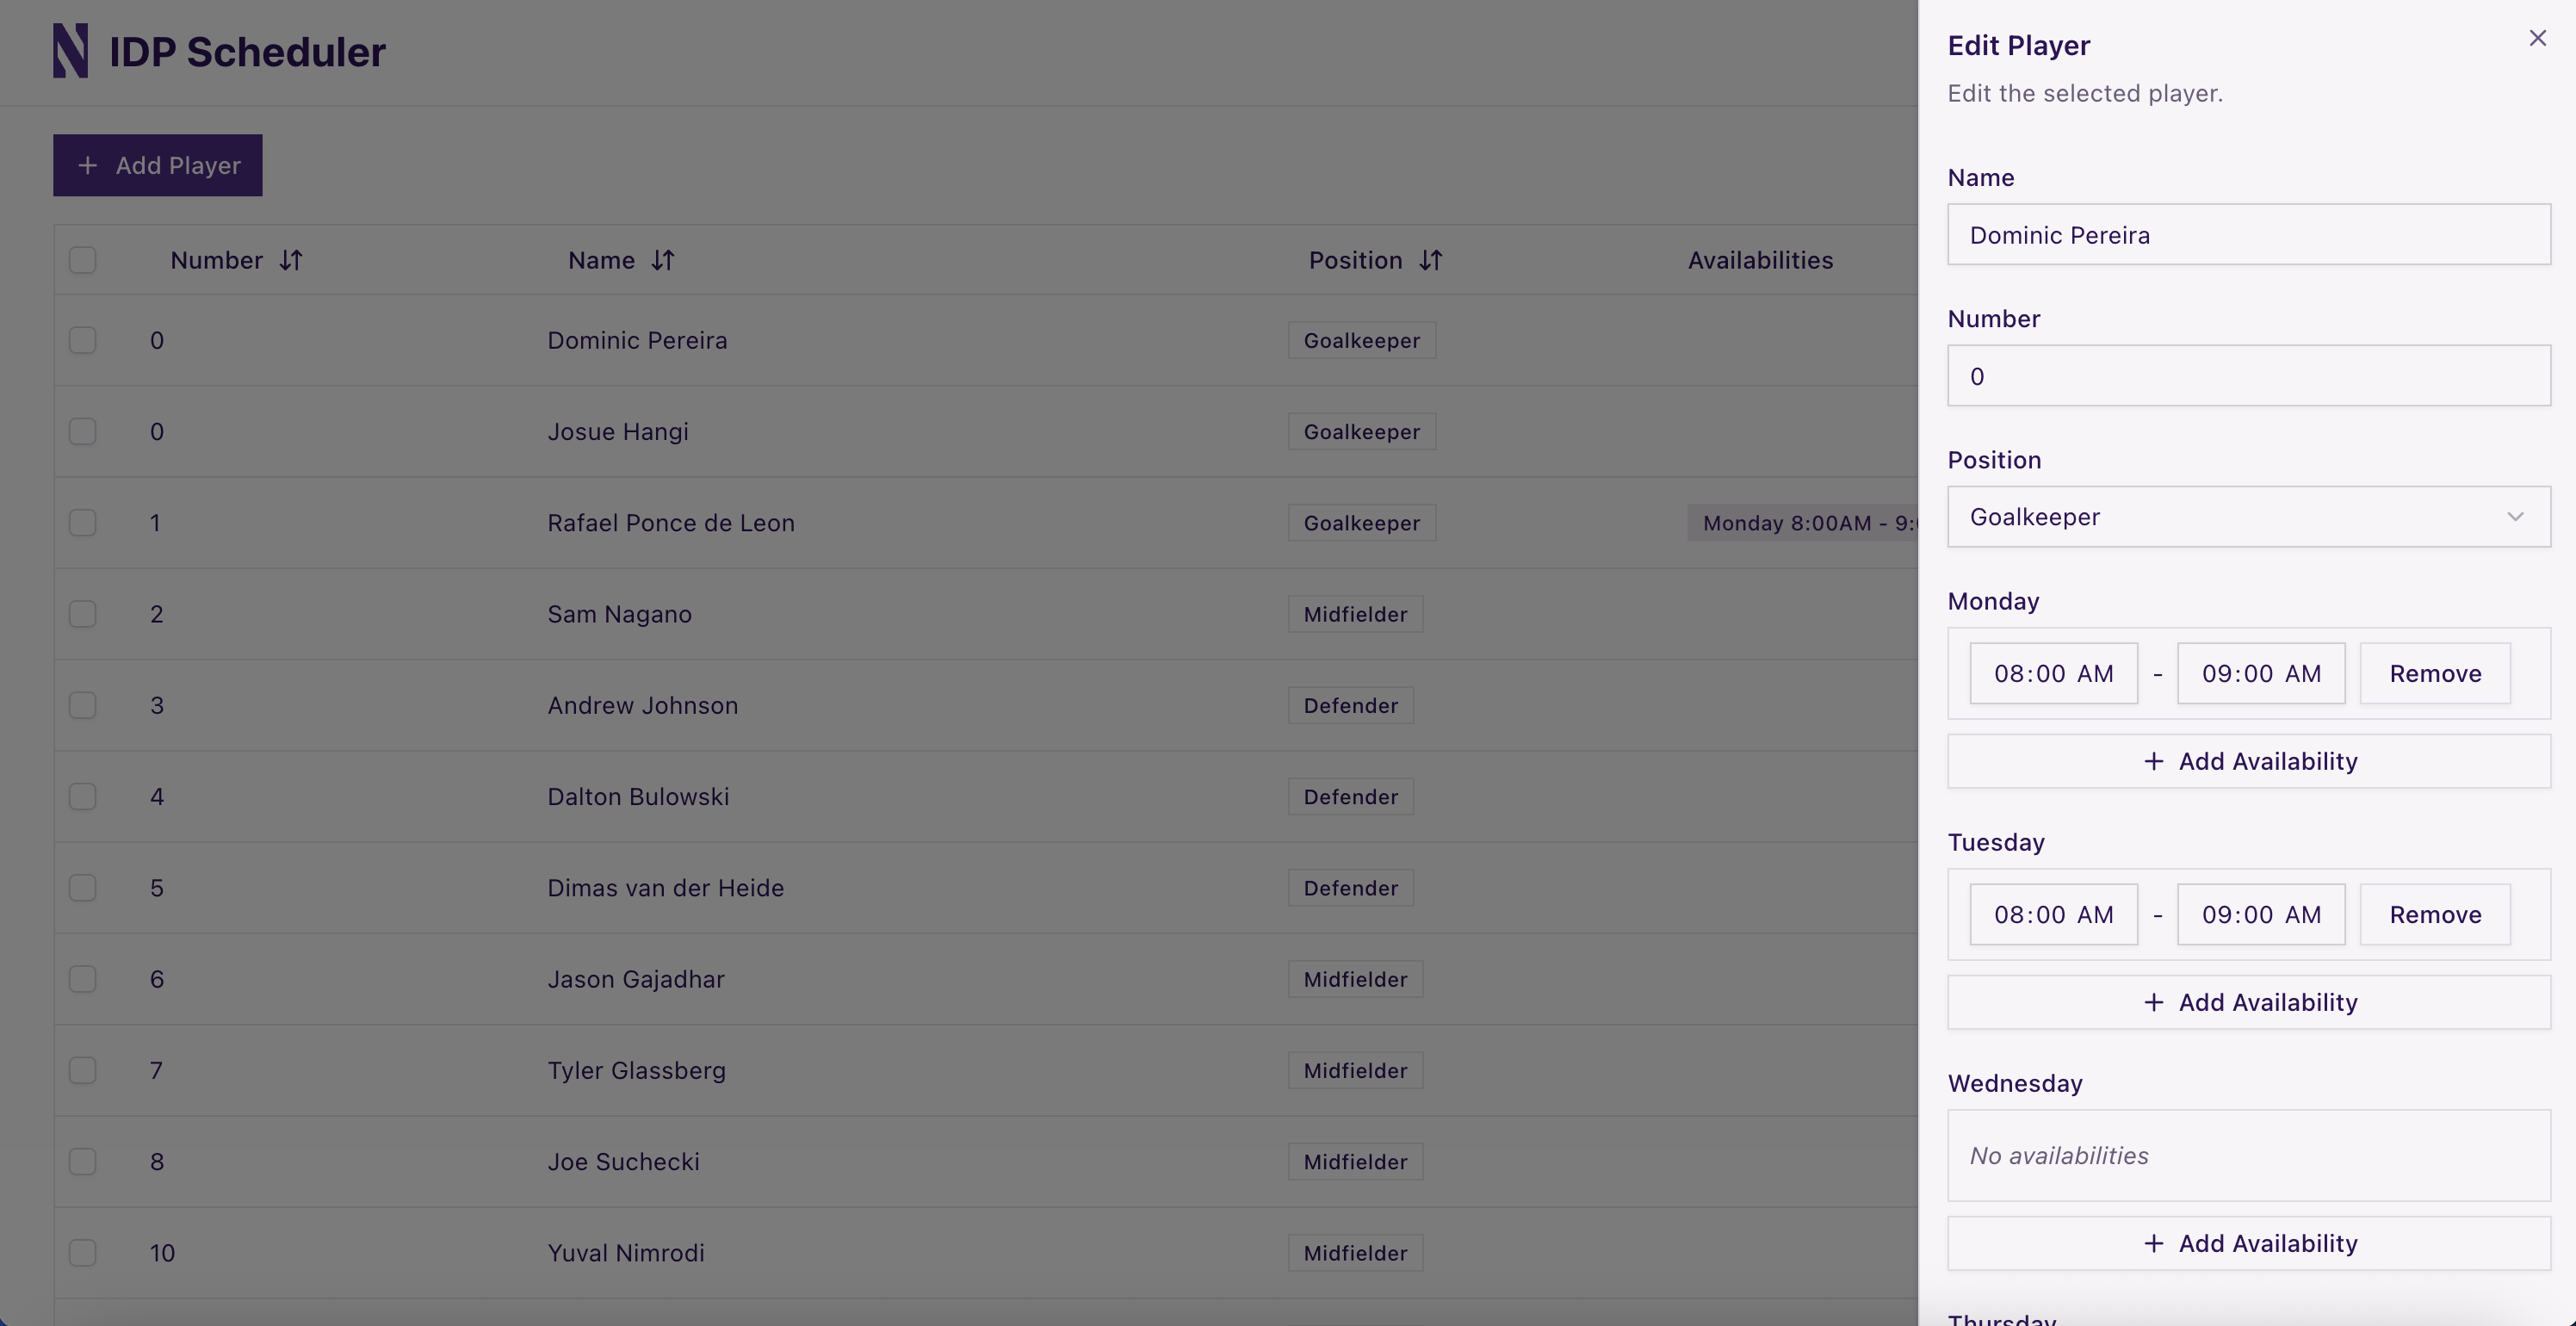 IDP Scheduler
+ Add Player
Number Name Position Availabilities
0 Dominic Pereira Goalkeeper
0 Josue Hangi Goalkeeper
1 Rafael Ponce de Leon Goalkeeper Monday 8:00AM - 9:
2 Sam Nagano Midfielder
3 Andrew Johnson Defender
4 Dalton Bulowski Defender
5 Dimas van der Heide Defender
6 Jason Gajadhar Midfielder
7 Tyler Glassberg Midfielder
8 Joe Suchecki Midfielder
10 Yuval Nimrodi Midfielder
Edit Player
Edit the selected player.
Name
Dominic Pereira
Number
0
Position
Goalkeeper
Monday
08:00 AM - 09:00 AM Remove
+ Add Availability
Tuesday
08:00 AM - 09:00 AM Remove
+ Add Availability
Wednesday
No availabilities
+ Add Availability
Thursday